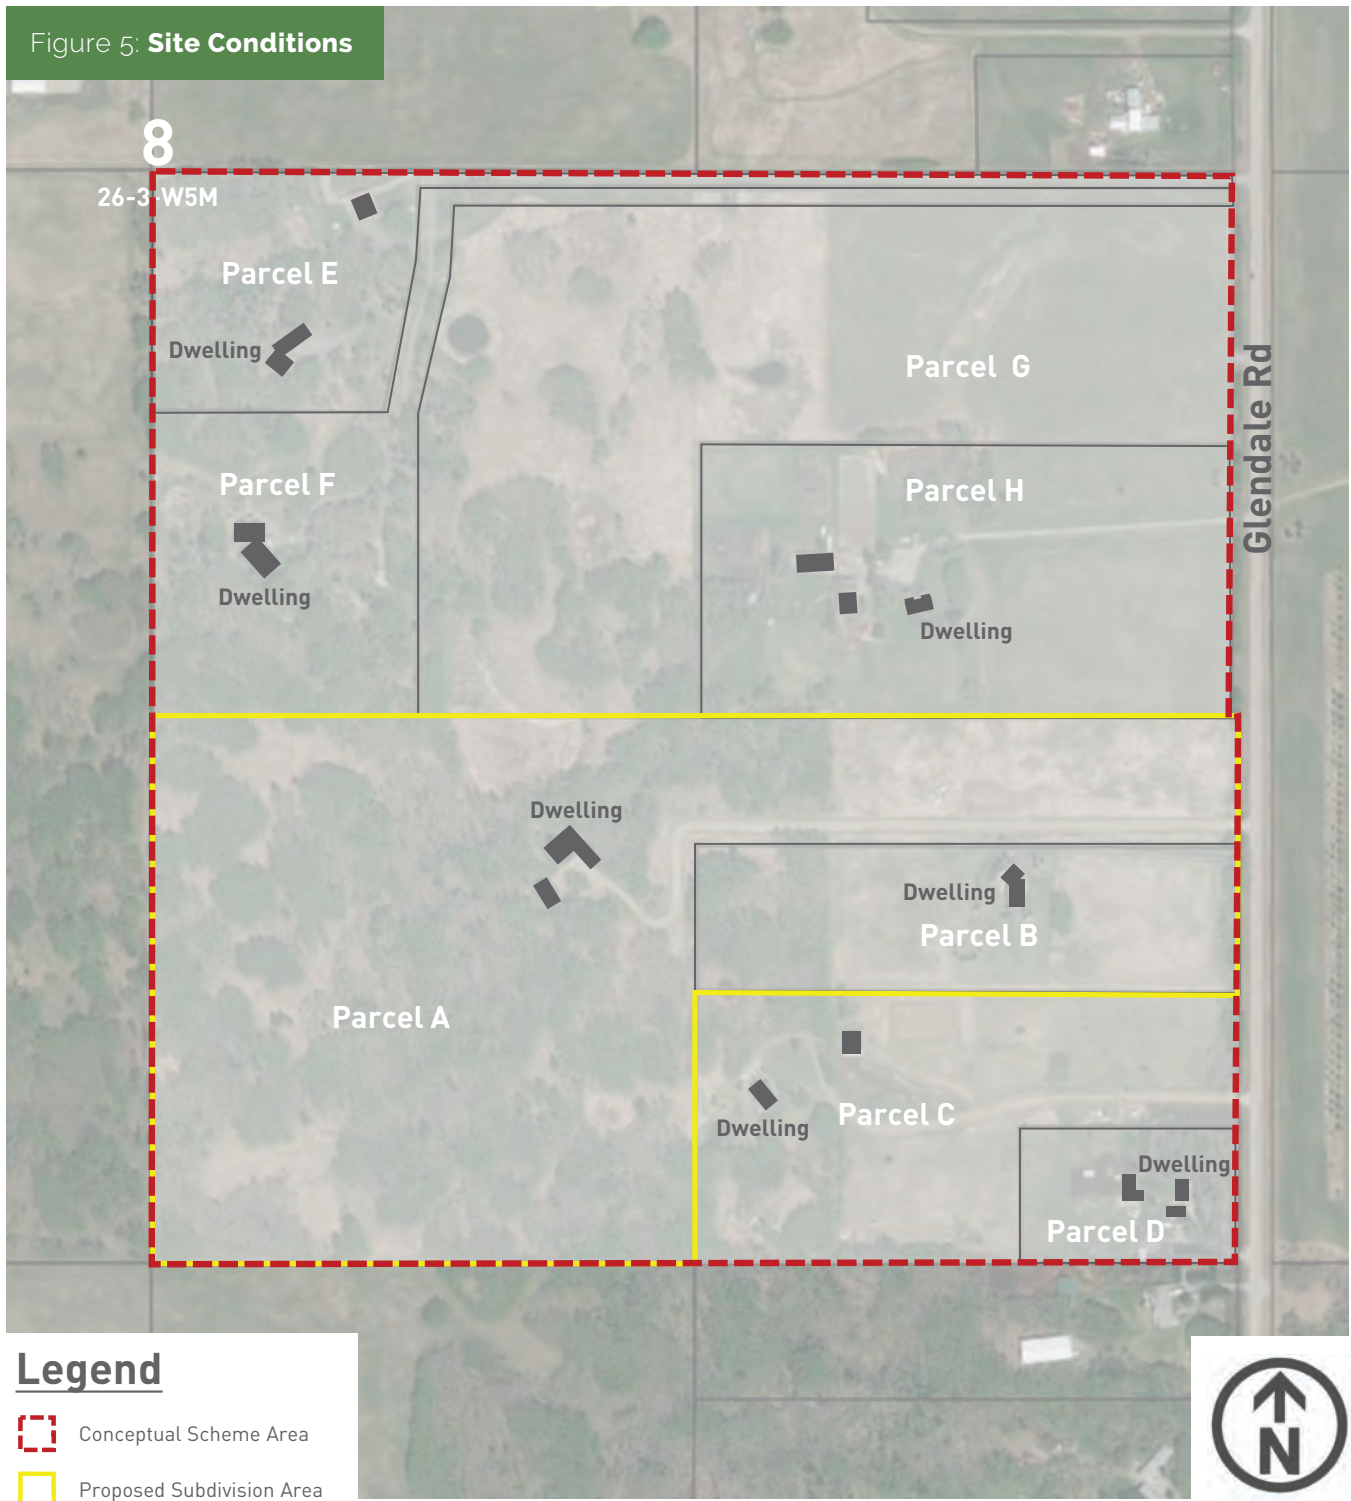 Figure 5: Site Conditions
8
26-3-W5M
Parcel E
Dwelling
Parcel G
Glendale Rd
Parcel F
Parcel H
Dwelling
Dwelling
Dwelling
Dwelling
Parcel B
Parcel A
Parcel C
Dwelling
Dwelling
Parcel D
Legend
Conceptual Scheme Area
Proposed Subdivision Area
N